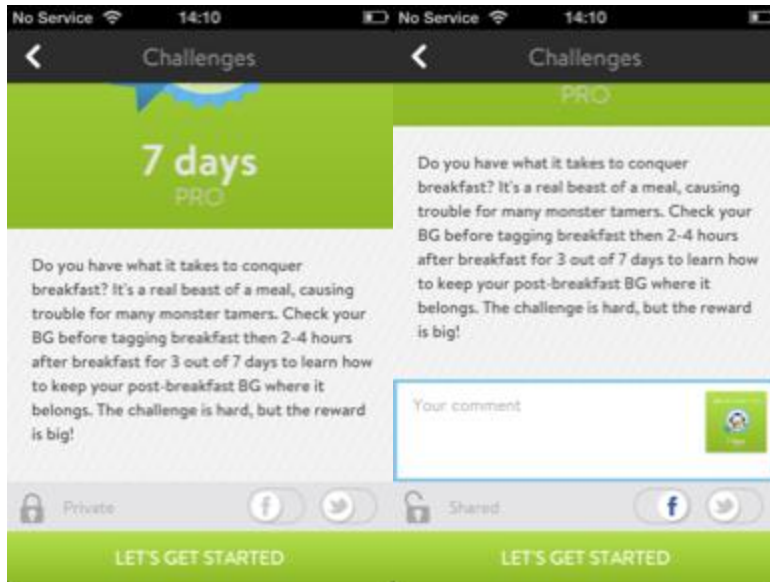 No Service 14:10
Challenges
7 days
PRO
Do you have what it takes to conquer
breakfast? It's a real beast of a meal, causing
trouble for many monster tamers. Check your
BG before tagging breakfast then 2-4 hours
after breakfast for 3 out of 7 days to learn how
to keep your post-breakfast BG where it
belongs. The challenge is hard, but the reward
is big!
Private
LET'S GET STARTED
No Service 14:10
Challenges
PRO
Do you have what it takes to conquer
breakfast? It's a real beast of a meal, causing
trouble for many monster tamers. Check your
BG before tagging breakfast then 2-4 hours
after breakfast for 3 out of 7 days to learn how
to keep your post-breakfast BG where it
belongs. The challenge is hard, but the reward
is big!
Your comment
Shared
LET'S GET STARTED